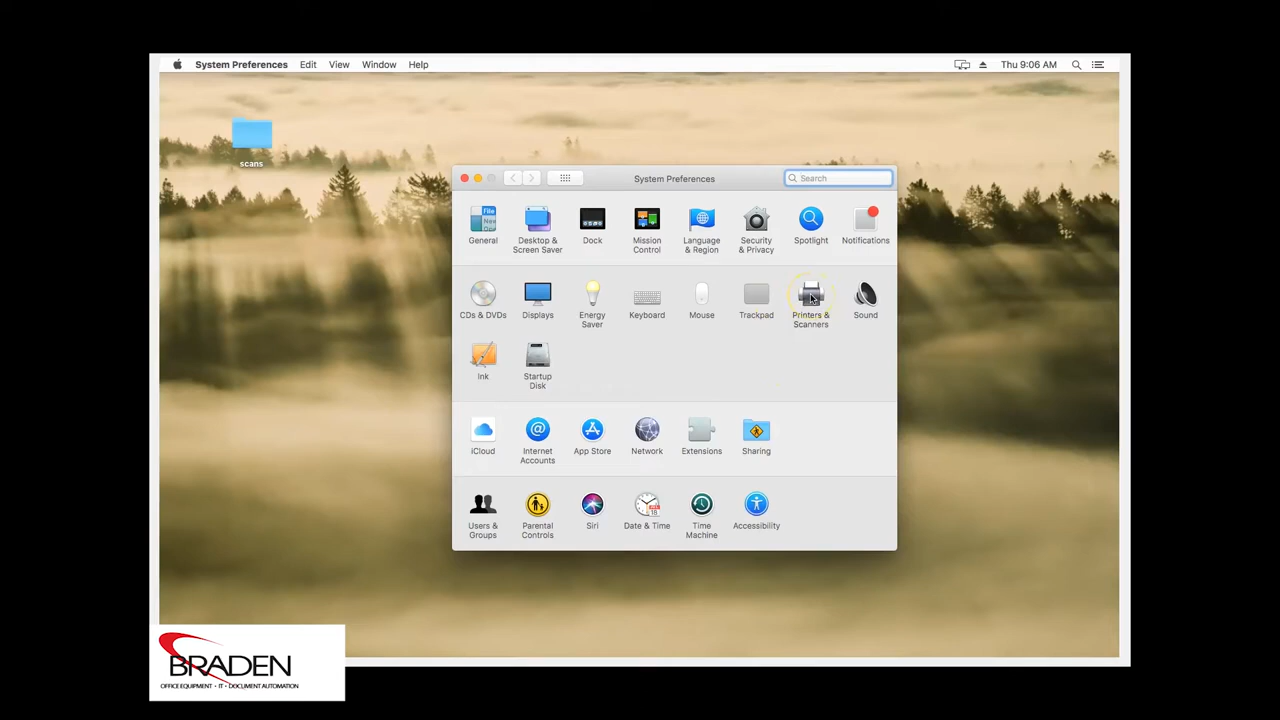 System Preferences Edit View Window Help Thu 9:06 AM
scans
System Preferences Search
General
Desktop & Screen Saver
Dock
Mission Control
Language & Region
Security & Privacy
Spotlight
Notifications
CDs & DVDs
Displays
Energy Saver
Keyboard
Mouse
Trackpad
Printers & Scanners
Sound
Ink
Startup Disk
iCloud
Internet Accounts
App Store
Network
Extensions
Sharing
Users & Groups
Parental Controls
Siri
Date & Time
Time Machine
Accessibility
BRADEN
OFFICE EQUIPMENT • IT • DOCUMENT AUTOMATION